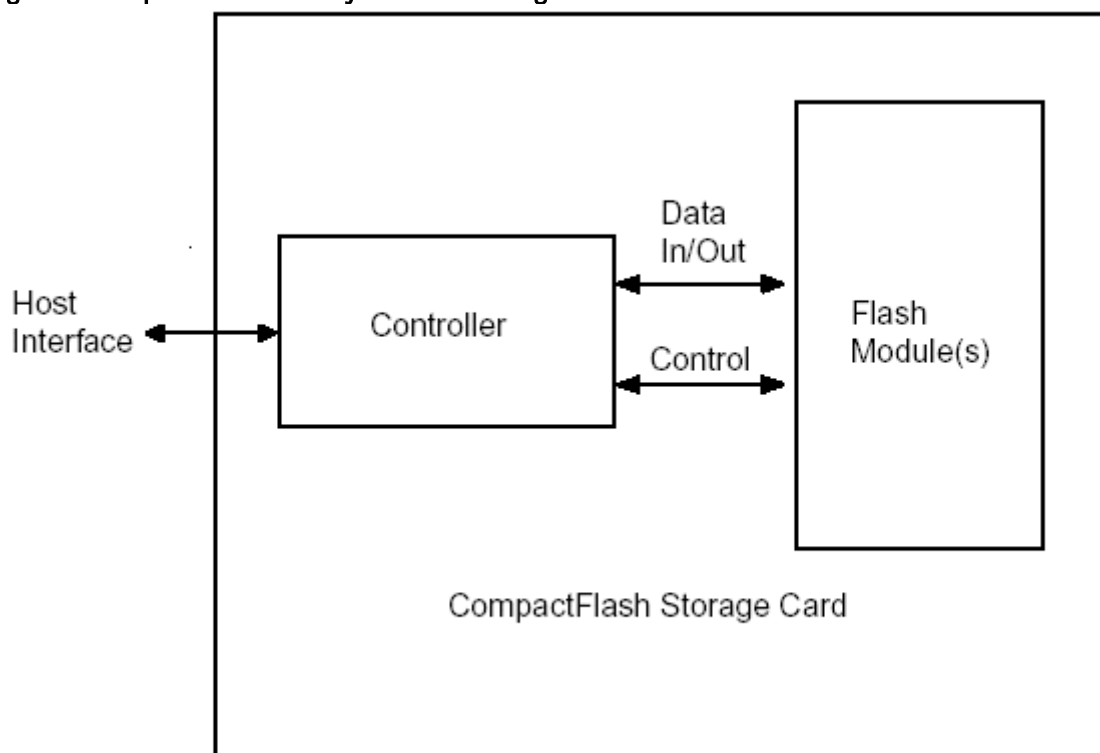 Data
In/Out
Host
Interface
Controller
Control
Flash
Module(s)
CompactFlash Storage Card